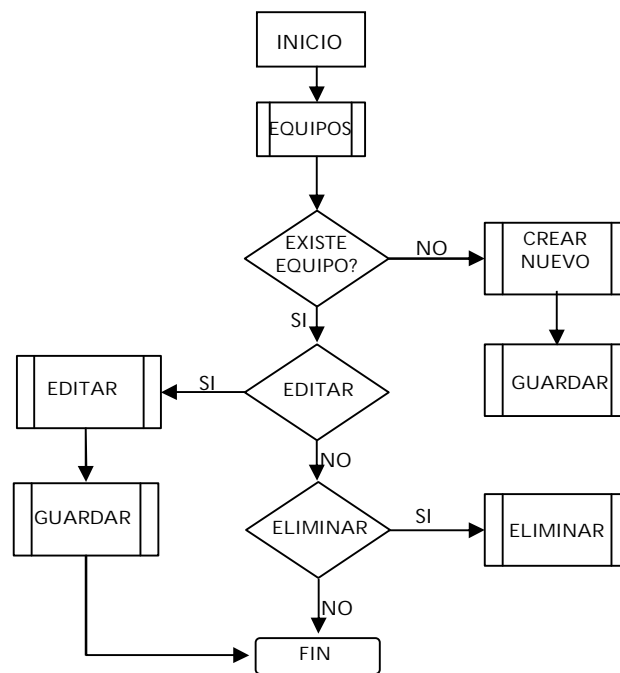 INICIO
EQUIPOS
EXISTE
EQUIPO?
NO
CREAR
NUEVO
SI
GUARDAR
EDITAR
SI
EDITAR
NO
GUARDAR
ELIMINAR
SI
ELIMINAR
NO
FIN